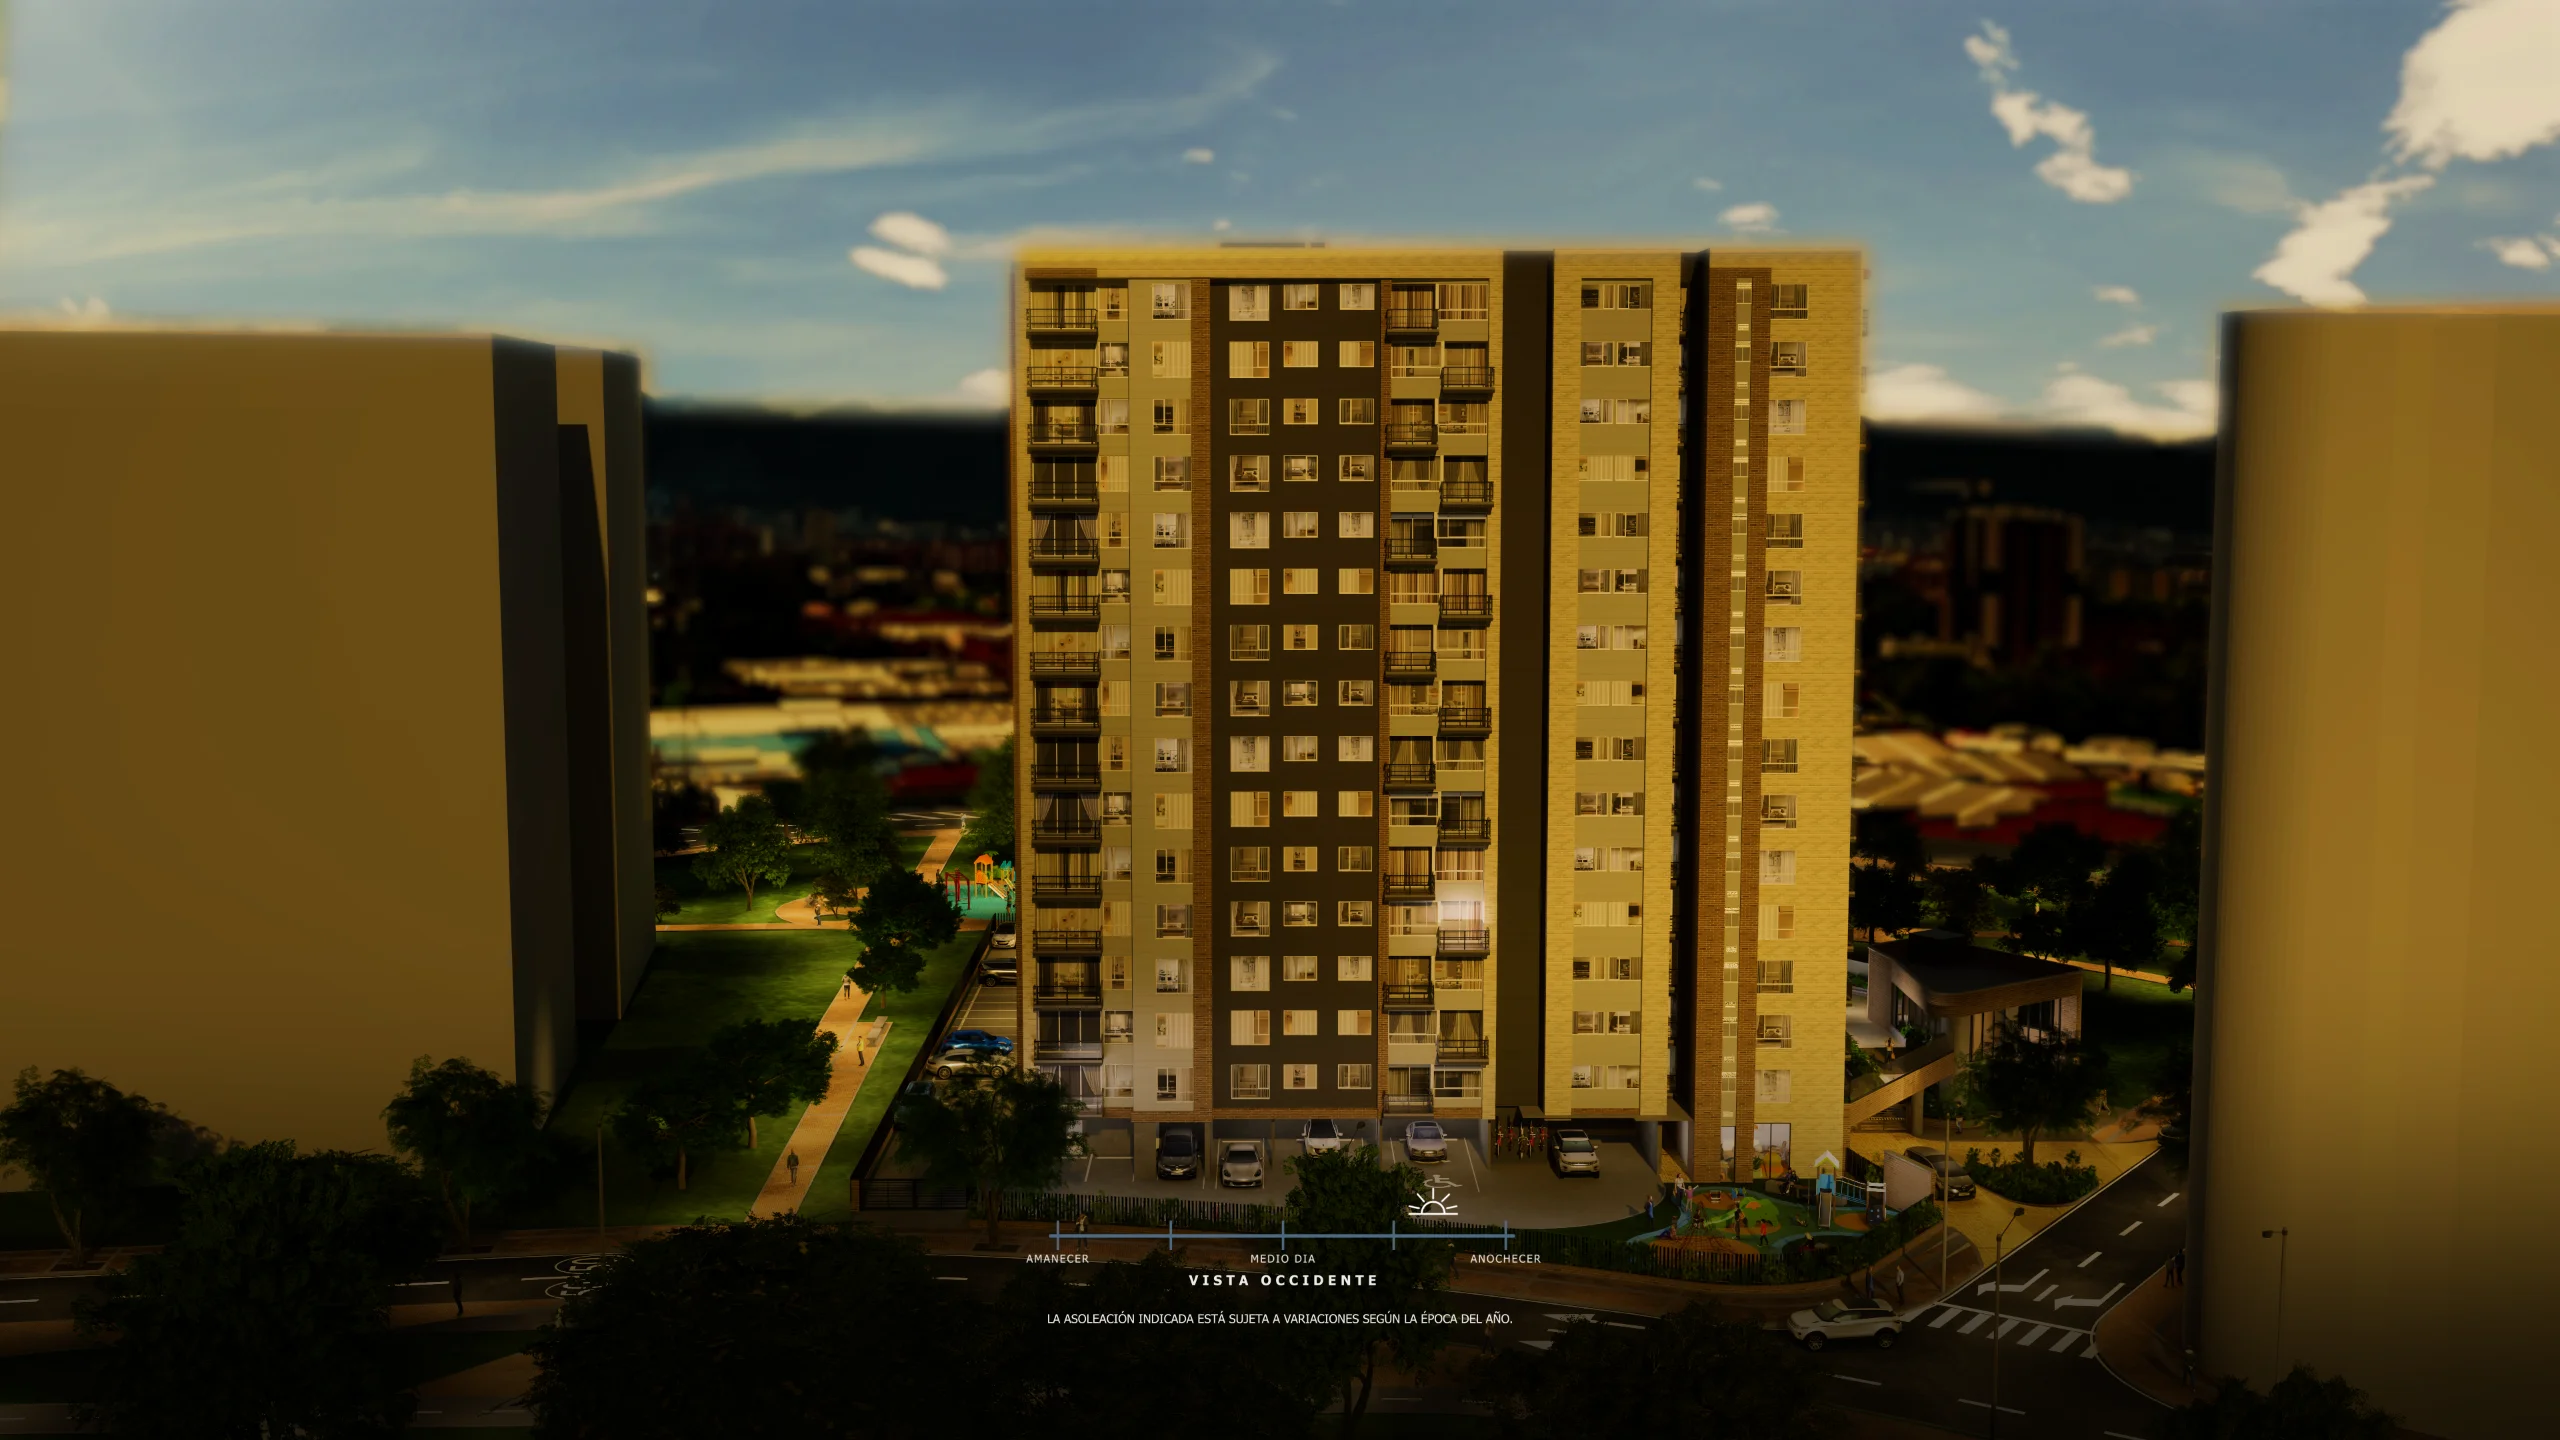 AMANECER MEDIO DIA ANOCHECER
VISTA OCCIDENTE
LA ASOLEACIÓN INDICADA ESTÁ SUJETA A VARIACIONES SEGÚN LA ÉPOCA DEL AÑO.